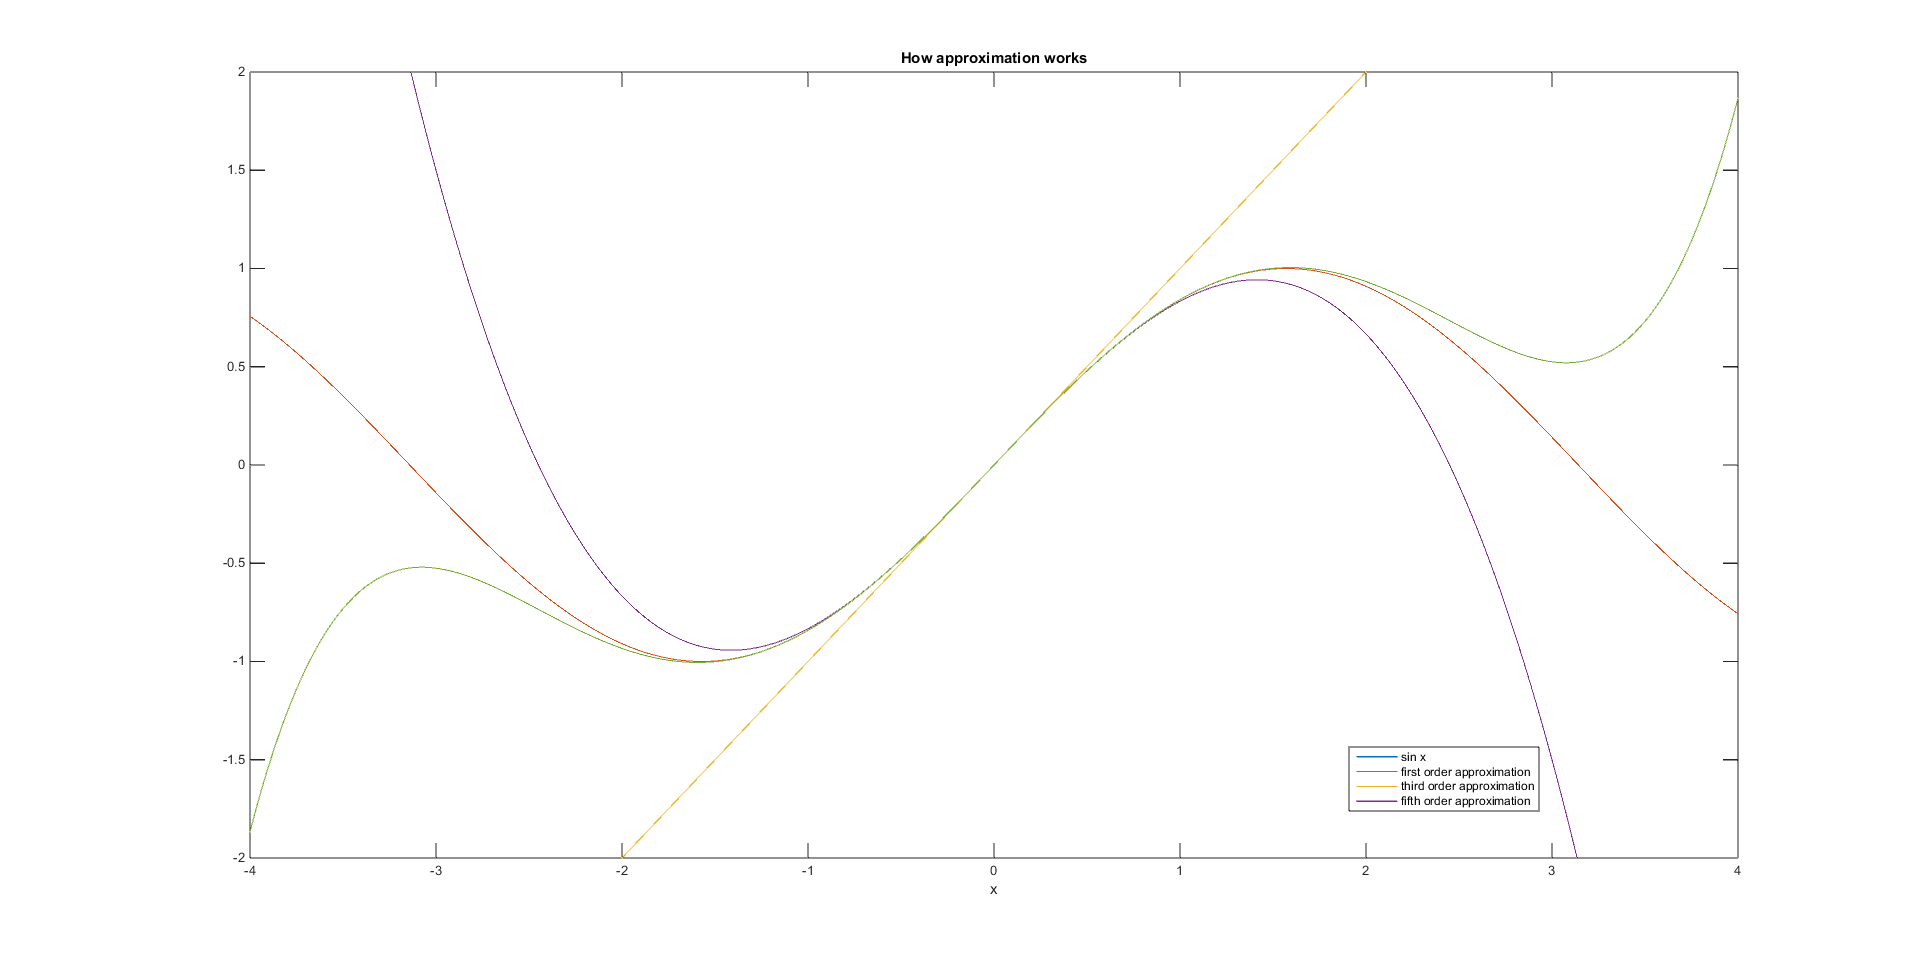 How approximation works
2
1.5
1
0.5
0
-0.5
-1
-1.5
-2
sin x
first order approximation
third order approximation
fifth order approximation
-4 -3 -2 -1 0 1 2 3 4
x